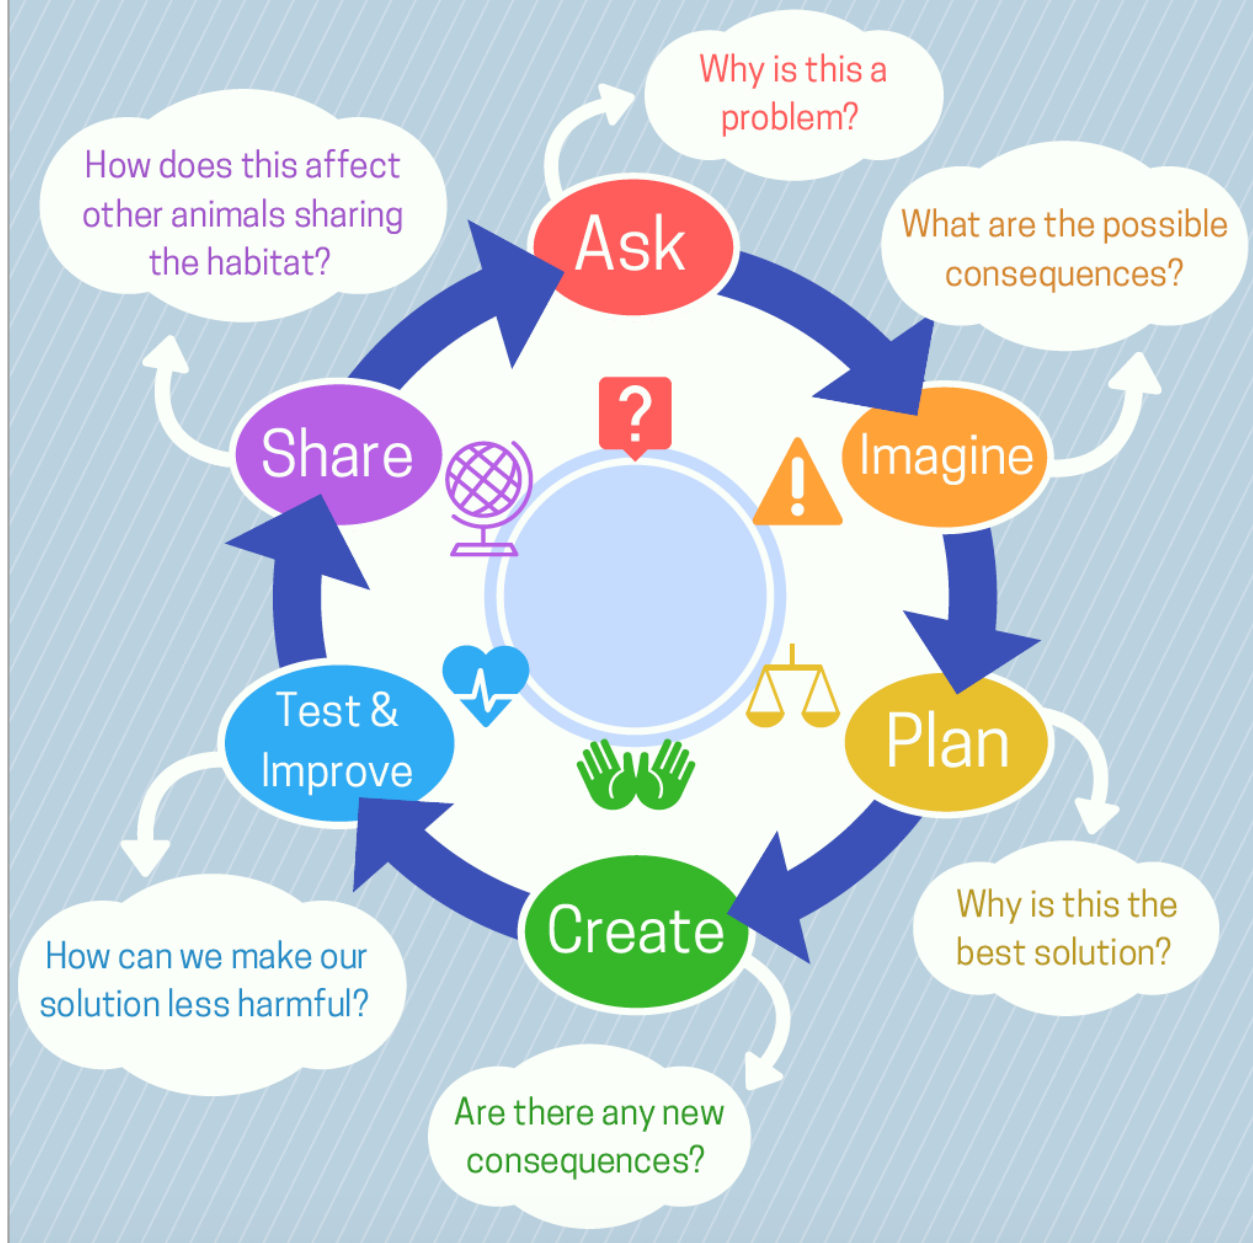 Why is this a
problem?
Ask
What are the possible
consequences?
Imagine
Plan
Why is this the
best solution?
Create
Are there any new
consequences?
Test &
Improve
How can we make our
solution less harmful?
Share
How does this affect
other animals sharing
the habitat?
?
!